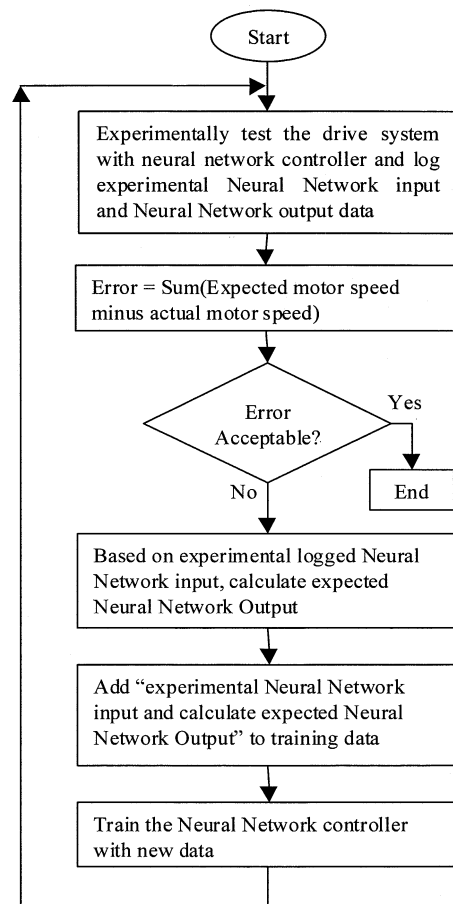 Start
Experimentally test the drive system
with neural network controller and log
experimental Neural Network input
and Neural Network output data
Error = Sum(Expected motor speed
minus actual motor speed)
Error
Acceptable?
Yes
End
No
Based on experimental logged Neural
Network input, calculate expected
Neural Network Output
Add “experimental Neural Network
input and calculate expected Neural
Network Output” to training data
Train the Neural Network controller
with new data